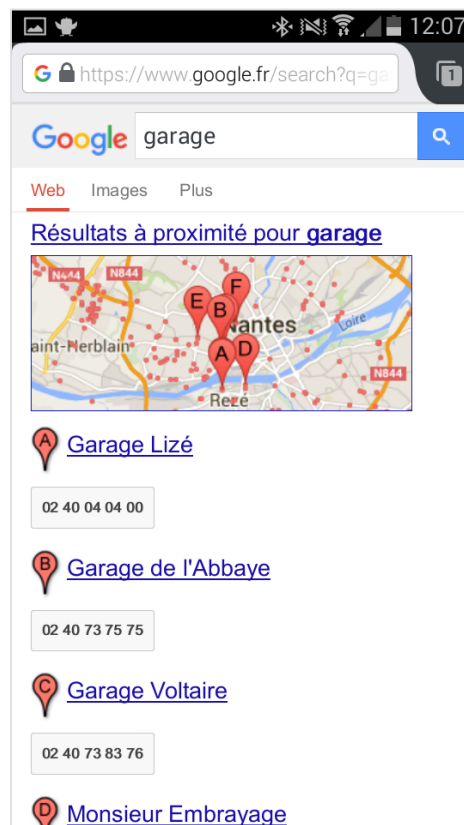 12:07
https://www.google.fr/search?q=ga
1
Google garage
Web Images Plus
Résultats à proximité pour garage
N444 N844
F
E
B
Nantes
Loire
aint-Herblain
A D
N844
Rezé
A Garage Lizé
02 40 04 04 00
B Garage de l'Abbaye
02 40 73 75 75
C Garage Voltaire
02 40 73 83 76
D Monsieur Embrayage